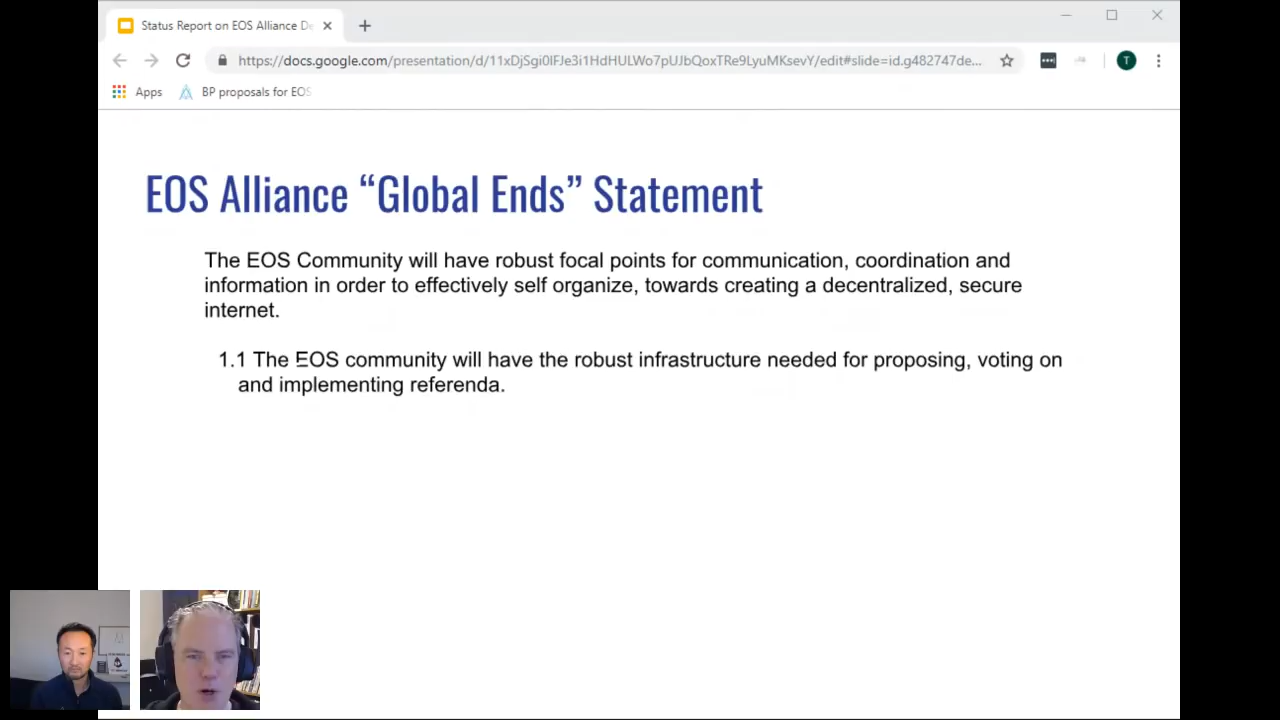 Status Report on EOS Alliance De
https://docs.google.com/presentation/d/11xDjSgi0IFJe3i1HdHULWo7pUJbQoxTRe9LyuMKsevY/edit#slide=id.g482747de...
T
Apps
BP proposals for EOS
EOS Alliance “Global Ends” Statement
The EOS Community will have robust focal points for communication, coordination and
information in order to effectively self organize, towards creating a decentralized, secure
internet.
1.1 The EOS community will have the robust infrastructure needed for proposing, voting on
and implementing referenda.